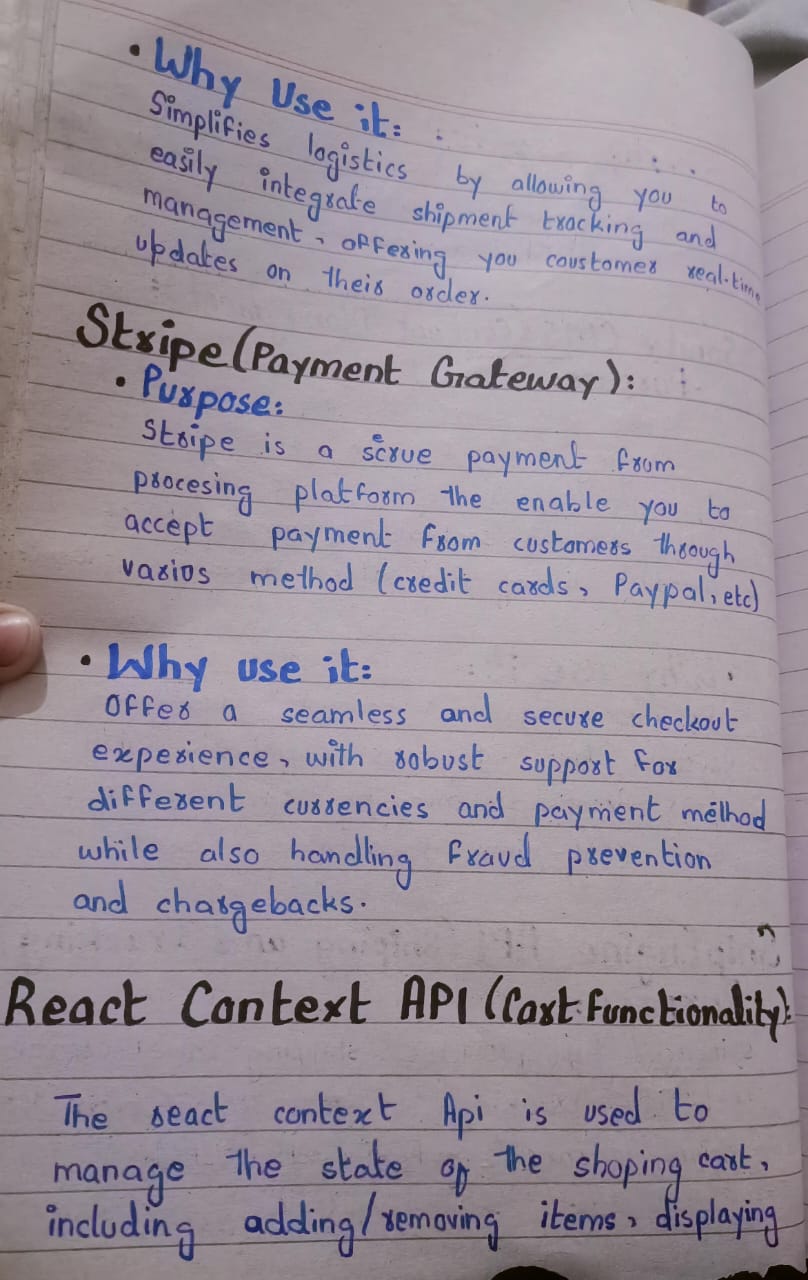 • Why Use it:
Simplifies logistics by allowing you to
easily integrate shipment tracking and
management, offering you coustomer real-time
updates on their order.
Stripe (Payment Gateway):
• Purpose:
Stripe is a scrue payment from
procesing platform the enable you to
accept payment from customers through
varios method (credit cards, Paypal, etc)
• Why use it:
Offer a seamless and secure checkout
experience, with robust support for
different currencies and payment method
while also handling fraud prevention
and chargebacks.
React Context API (Cart Functionality):
The react context Api is used to
manage the state of the shoping cart,
including adding/removing items, displaying